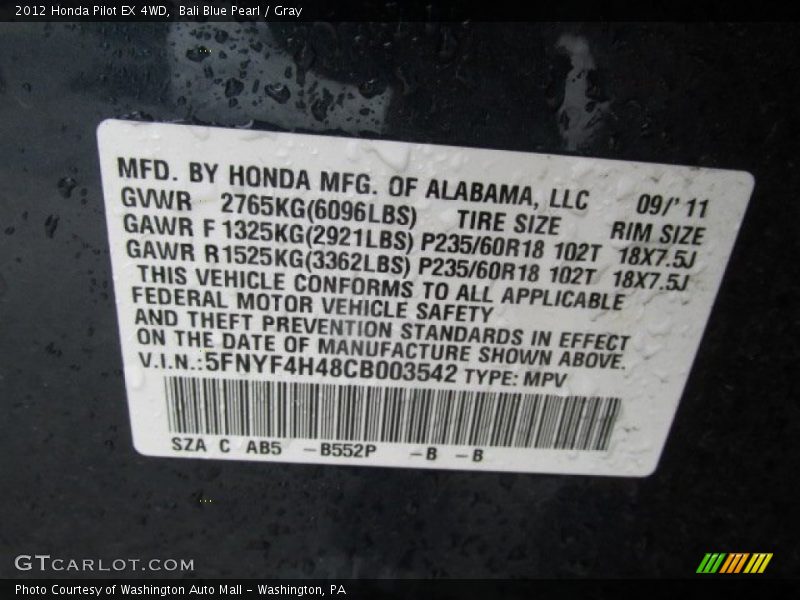 2012 Honda Pilot EX 4WD, Bali Blue Pearl / Gray
MFD. BY HONDA MFG. OF ALABAMA, LLC 09/' 11
GVWR 2765KG(6096LBS) TIRE SIZE RIM SIZE
GAWR F 1325KG(2921LBS) P235/60R18 102T 18X7.5J
GAWR R 1525KG(3362LBS) P235/60R18 102T 18X7.5J
THIS VEHICLE CONFORMS TO ALL APPLICABLE
FEDERAL MOTOR VEHICLE SAFETY
AND THEFT PREVENTION STANDARDS IN EFFECT
ON THE DATE OF MANUFACTURE SHOWN ABOVE.
V.I.N.:5FNYF4H48CB003542 TYPE: MPV
SZA C AB5 -B552P -B -B
GTCARLOT.COM
Photo Courtesy of Washington Auto Mall - Washington, PA